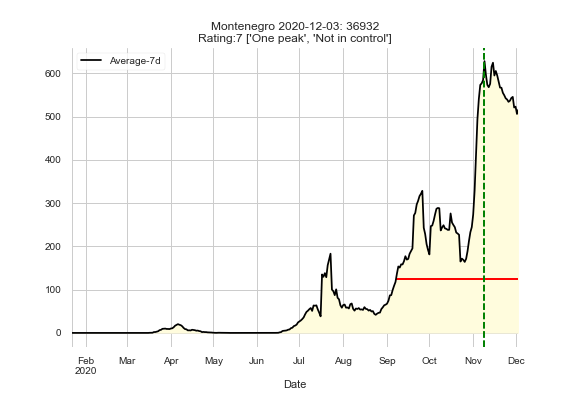 Montenegro 2020-12-03: 36932
Rating:7 ['One peak', 'Not in control']
Average-7d
600
500
400
300
200
100
0
Feb Mar Apr May Jun Jul Aug Sep Oct Nov Dec
2020
Date